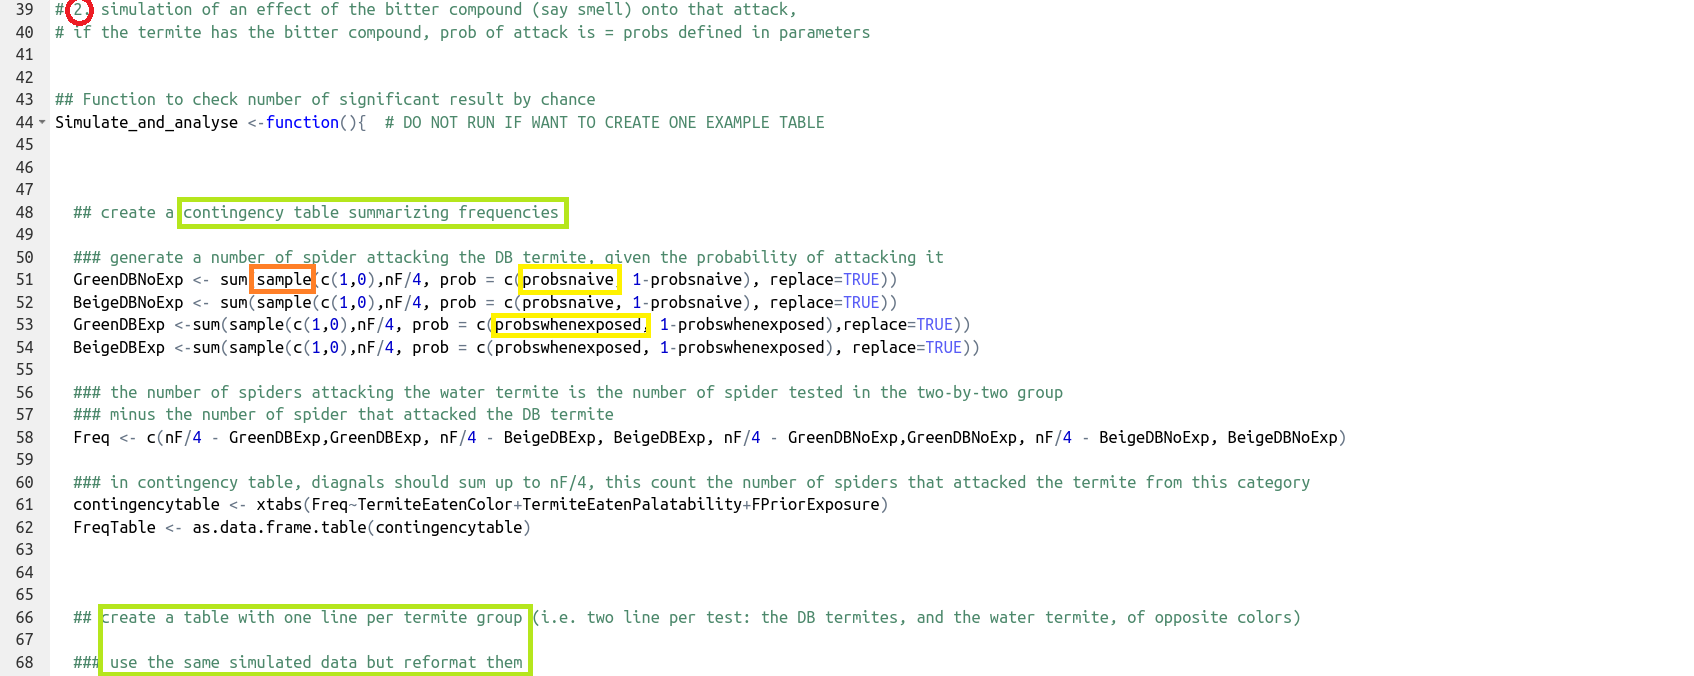 39 # 2. simulation of an effect of the bitter compound (say smell) onto that attack,
40 # if the termite has the bitter compound, prob of attack is = probs defined in parameters
41
42
43 ## Function to check number of significant result by chance
44 Simulate_and_analyse <-function(){  # DO NOT RUN IF WANT TO CREATE ONE EXAMPLE TABLE
45
46
47
48 ## create a contingency table summarizing frequencies
49
50 ### generate a number of spider attacking the DB termite, given the probability of attacking it
51 GreenDBNoExp <- sum(sample(c(1,0),nF/4, prob = c(probsnaive, 1-probsnaive), replace=TRUE))
52 BeigeDBNoExp <- sum(sample(c(1,0),nF/4, prob = c(probsnaive, 1-probsnaive), replace=TRUE))
53 GreenDBExp <-sum(sample(c(1,0),nF/4, prob = c(probswhenexposed, 1-probswhenexposed),replace=TRUE))
54 BeigeDBExp <-sum(sample(c(1,0),nF/4, prob = c(probswhenexposed, 1-probswhenexposed), replace=TRUE))
55
56 ### the number of spiders attacking the water termite is the number of spider tested in the two-by-two group
57 ### minus the number of spider that attacked the DB termite
58 Freq <- c(nF/4 - GreenDBExp,GreenDBExp, nF/4 - BeigeDBExp, BeigeDBExp, nF/4 - GreenDBNoExp,GreenDBNoExp, nF/4 - BeigeDBNoExp, BeigeDBNoExp)
59
60 ### in contingency table, diagnals should sum up to nF/4, this count the number of spiders that attacked the termite from this category
61 contingencytable <- xtabs(Freq~TermiteEatenColor+TermiteEatenPalatability+FPriorExposure)
62 FreqTable <- as.data.frame.table(contingencytable)
63
64
65
66 ## create a table with one line per termite group (i.e. two line per test: the DB termites, and the water termite, of opposite colors)
67
68 ### use the same simulated data but reformat them